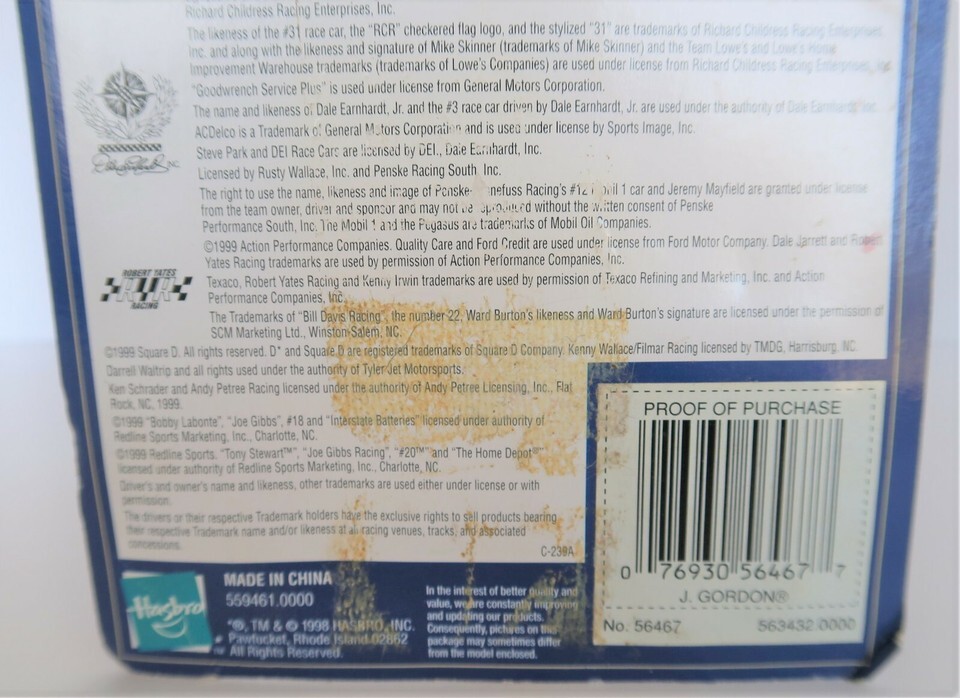 Richard Childress Racing Enterprises, Inc.
The likeness of the #31 race car, the "RCR" checkered flag logo, and the stylized "31" are trademarks of Richard Childress Racing Enterprises,
Inc. and along with the likeness and signature of Mike Skinner (trademarks of Mike Skinner) and the Team Lowe's and Lowe's Home
Improvement Warehouse trademarks (trademarks of Lowe's Companies) are used under license from Richard Childress Racing Enterprises, Inc.
"Goodwrench Service Plus" is used under license from General Motors Corporation.
The name and likeness of Dale Earnhardt, Jr. and the #3 race car driven by Dale Earnhardt, Jr. are used under the authority of Dale Earnhardt Inc.
ACDelco is a Trademark of General Motors Corporation and is used under license by Sports Image, Inc.
Steve Park and DEI Race Cars are licensed by DEI., Dale Earnhardt, Inc.
Licensed by Rusty Wallace, Inc. and Penske Racing South Inc.
The right to use the name, likeness and image of Penske- Racing's #12 1 car and Jeremy Mayfield are granted under license
from the team owner, driver and sponsor and may not be without the written consent of Penske
Performance South, Inc. The Mobil 1 and the Pegasus are trademarks of Mobil Oil Companies.
©1999 Action Performance Companies. Quality Care and Ford Credit are used under license from Ford Motor Company. Dale Jarrett and Robert
Yates Racing trademarks are used by permission of Action Performance Companies, Inc.
ROBERT YATES
RYR
RACING
Texaco, Robert Yates Racing and Kenny Irwin trademarks are used by permission of Texaco Refining and Marketing, Inc. and Action
Performance Companies, Inc.
The Trademarks of "Bill Davis Racing", the number 22, Ward Burton's likeness and Ward Burton's signature are licensed under the permission of
SCM Marketing Ltd., Winston-Salem, NC.
©1999 Square D. All rights reserved. D* and Square D are registered trademarks of Square D Company. Kenny Wallace/Filmar Racing licensed by TMDG, Harrisburg, NC.
Darrell Waltrip and all rights used under the authority of Tyler Jet Motorsports.
Ken Schrader and Andy Petree Racing licensed under the authority of Andy Petree Licensing, Inc., Flat
Rock, NC, 1999.
©1999 "Bobby Labonte", "Joe Gibbs", #18 and "Interstate Batteries" licensed under authority of
Redline Sports Marketing, Inc., Charlotte, NC.
©1999 Redline Sports. "Tony Stewart™", "Joe Gibbs Racing", "#20™" and "The Home Depot®"
licensed under authority of Redline Sports Marketing, Inc., Charlotte, NC.
Driver's and owner's name and likeness, other trademarks are used either under license or with
permission.
The drivers or their respective Trademark holders have the exclusive rights to sell products bearing
their respective Trademark name and/or likeness at all racing venues, tracks, and associated
concessions.
C-239A
Hasbro
MADE IN CHINA
559461.0000
*®, TM & © 1998 HASBRO, INC.
Pawtucket, Rhode Island 02862
All Rights Reserved.
In the interest of better quality and
value, we are constantly improving
and updating our products.
Consequently, pictures on this
package may sometimes differ
from the model enclosed.
PROOF OF PURCHASE
0 76930 56467 7
J. GORDON®
No. 56467 563432.0000